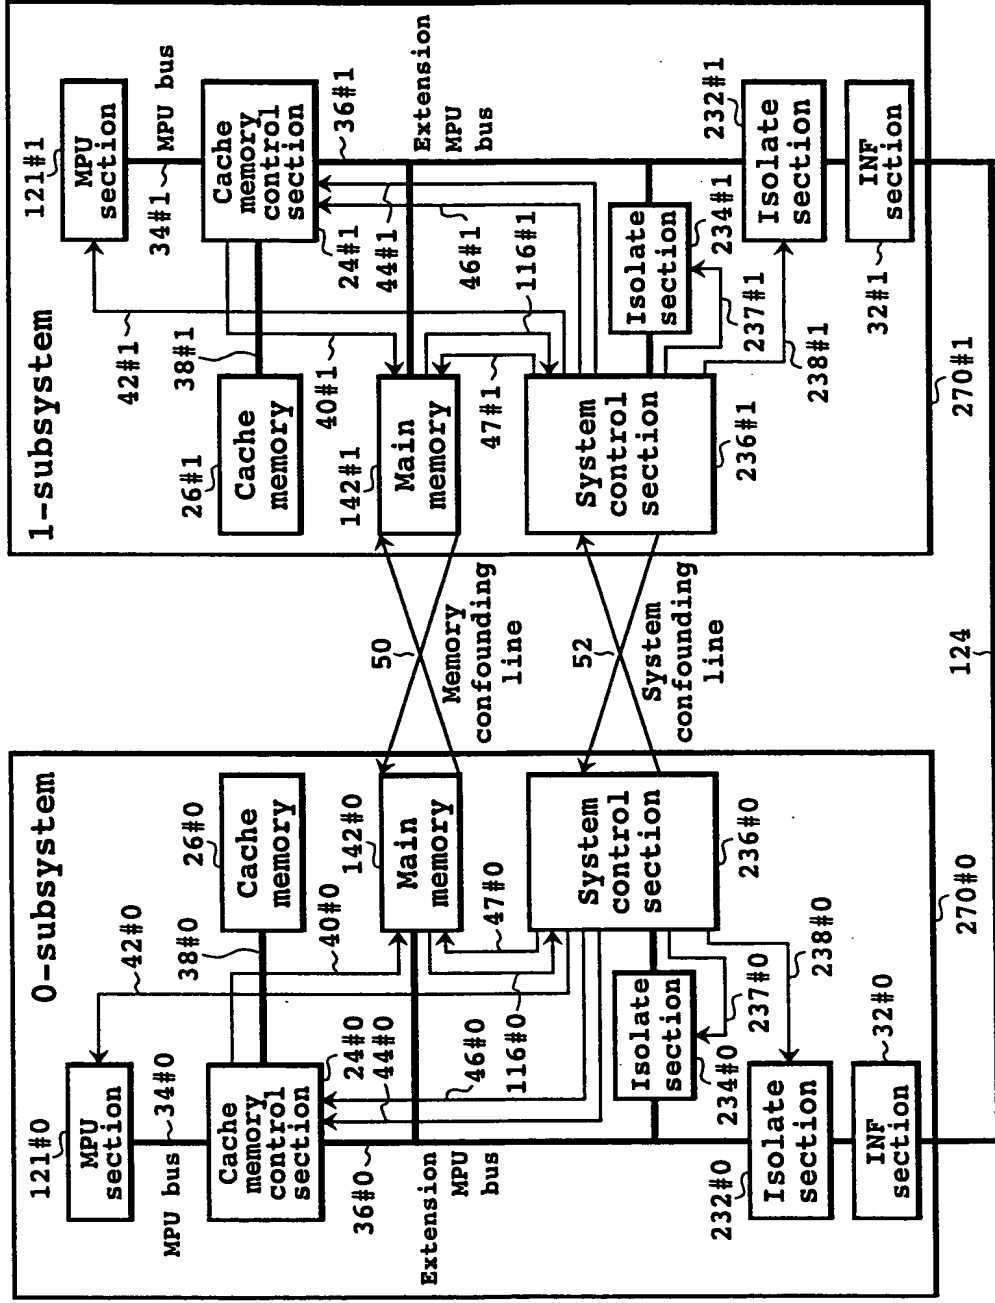 0-subsystem
121#0
MPU
section
MPU bus
34#0
42#0
26#0
Cache
memory
38#0
Cache
memory
control
section
24#0
44#0
40#0
36#0
Extension
MPU
bus
142#0
Main
memory
46#0
116#0
47#0
System
control
section
236#0
Isolate
section
234#0
237#0
238#0
232#0
Isolate
section
INF
section
32#0
270#0
50
Memory
confounding
line
52
System
confounding
line
124
1-subsystem
121#1
MPU
section
34#1
MPU bus
42#1
26#1
Cache
memory
38#1
Cache
memory
control
section
24#1
44#1
40#1
36#1
Extension
MPU
bus
142#1
Main
memory
46#1
116#1
47#1
System
control
section
236#1
Isolate
section
234#1
237#1
238#1
232#1
Isolate
section
INF
section
32#1
270#1